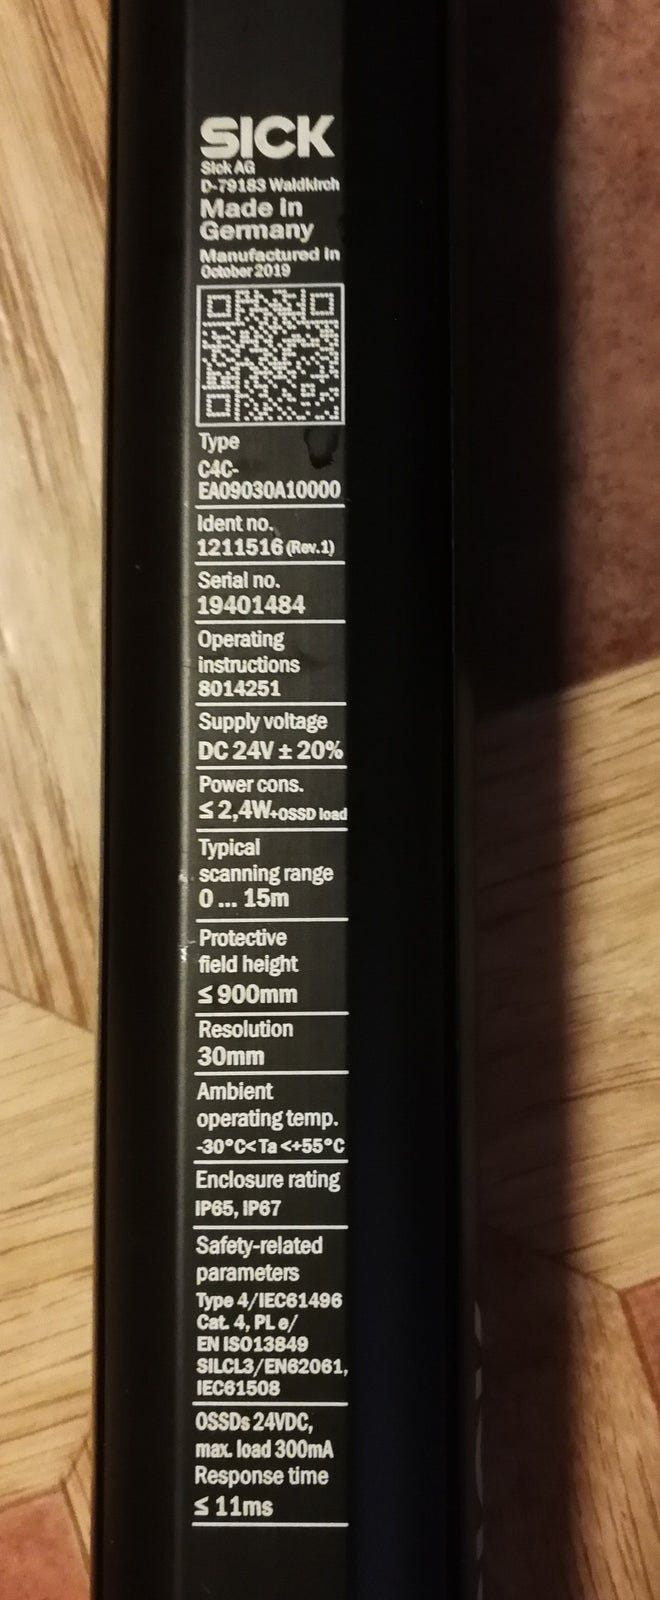 SICK
Sick AG
D-79183 Waldkirch
Made in
Germany
Manufactured in
October 2019
Type
C4C-
EA09030A10000
Ident no.
1211516 (Rev.1)
Serial no.
19401484
Operating
instructions
8014251
Supply voltage
DC 24V ± 20%
Power cons.
≤ 2,4W+OSSD load
Typical
scanning range
0 ... 15m
Protective
field height
≤ 900mm
Resolution
30mm
Ambient
operating temp.
-30°C< Ta <+55°C
Enclosure rating
IP65, IP67
Safety-related
parameters
Type 4/IEC61496
Cat. 4, PL e/
EN ISO13849
SILCL3/EN62061,
IEC61508
OSSDs 24VDC,
max. load 300mA
Response time
≤ 11ms